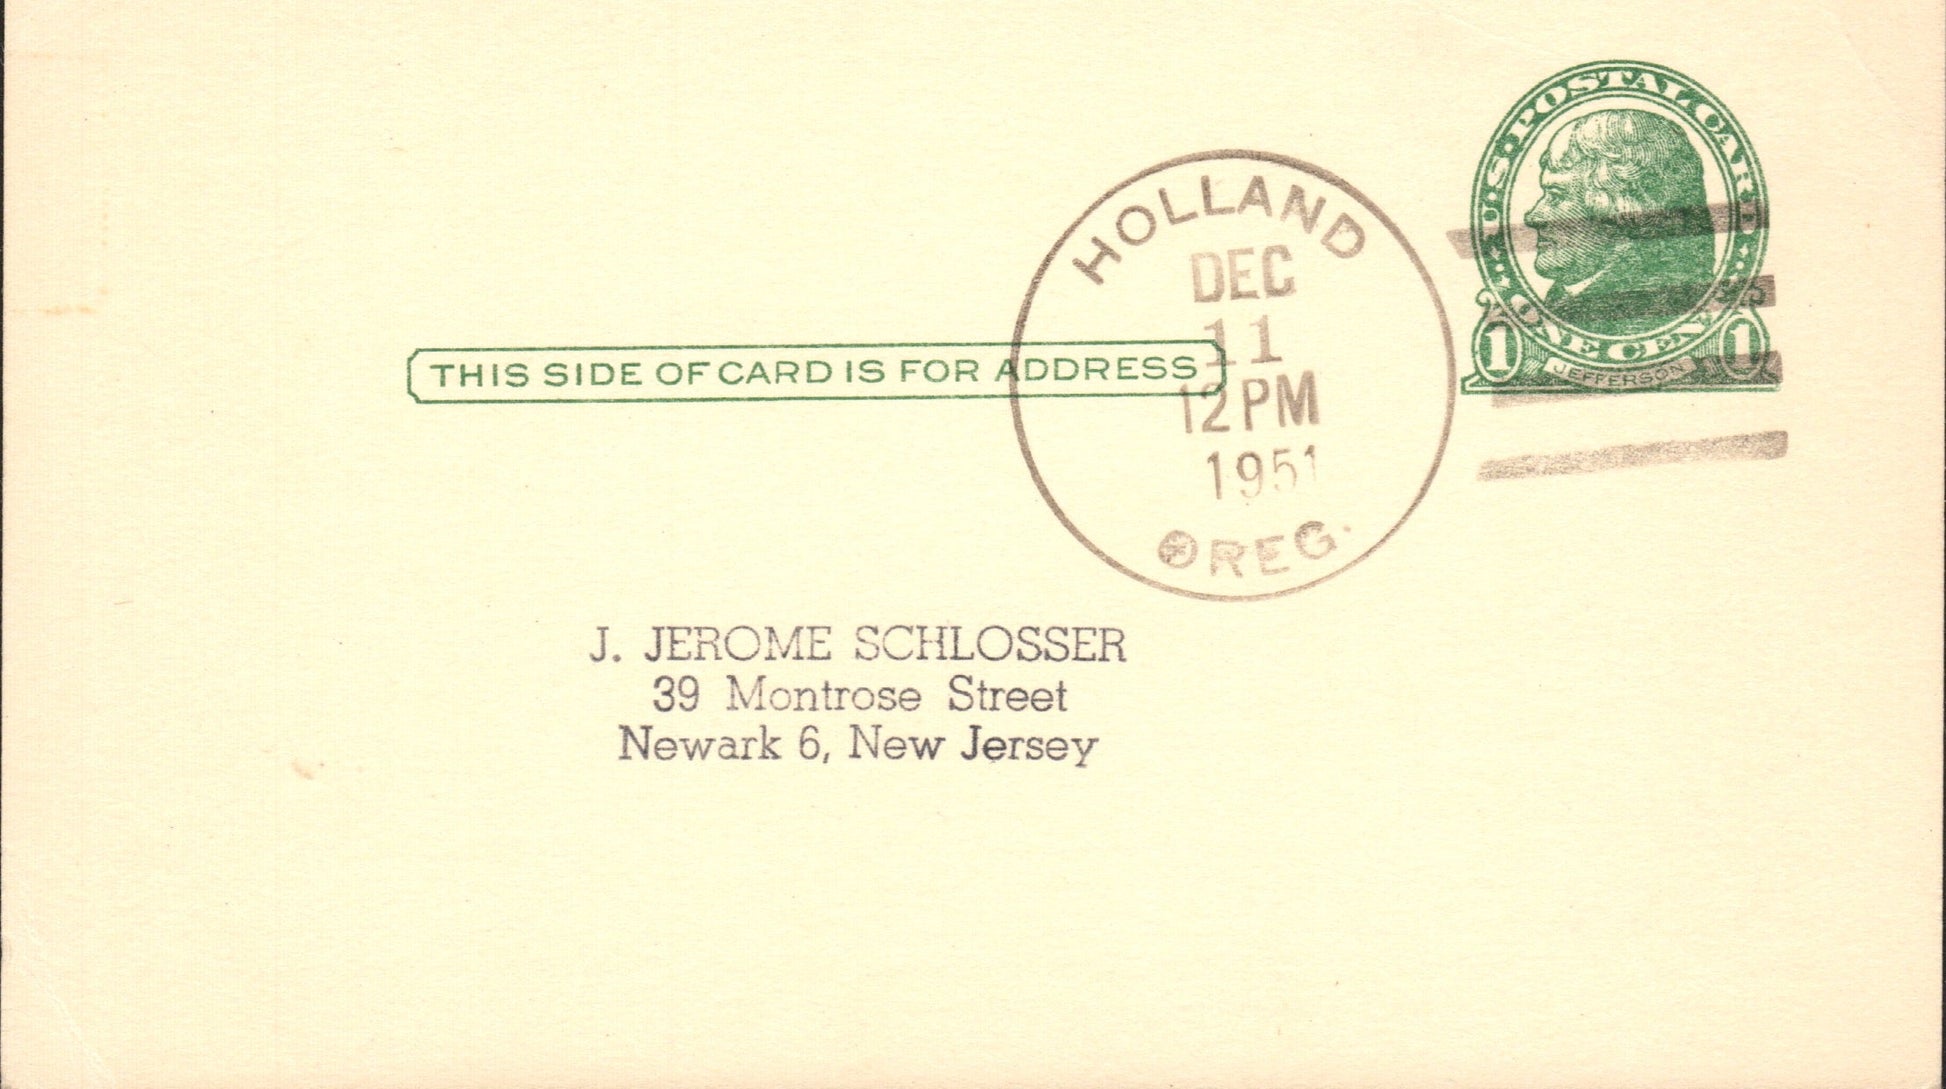 U.S. POSTAL CARD
ONE CENT
1 JEFFERSON 1
HOLLAND
DEC
11
12 PM
1951
OREG.
THIS SIDE OF CARD IS FOR ADDRESS
J. JEROME SCHLOSSER
39 Montrose Street
Newark 6, New Jersey